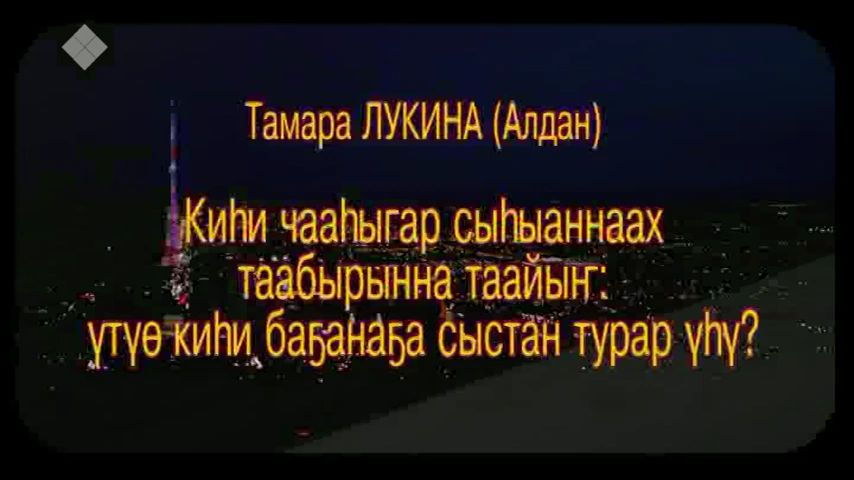 Тамара ЛУКИНА (Алдан)
Киһи чааһыгар сыһыаннаах
таабырынна таайыҥ:
үтүө киһи баҕанаҕа сыстан турар үһү?